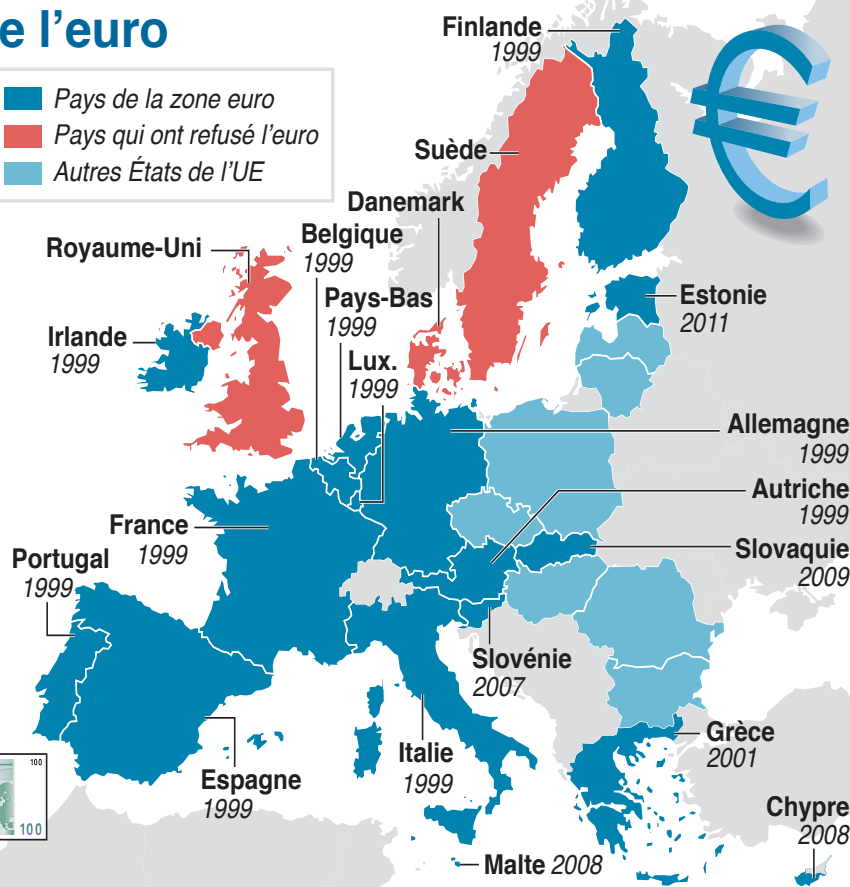 e l'euro
Pays de la zone euro
Pays qui ont refusé l'euro
Autres États de l'UE
Finlande
1999
€
Suède
Danemark
Royaume-Uni
Belgique
1999
Pays-Bas
1999
Irlande
1999
Lux.
1999
Estonie
2011
Allemagne
1999
Autriche
1999
France
1999
Slovaquie
2009
Portugal
1999
Slovénie
2007
Grèce
2001
Italie
1999
Espagne
1999
100
100
Chypre
2008
Malte 2008